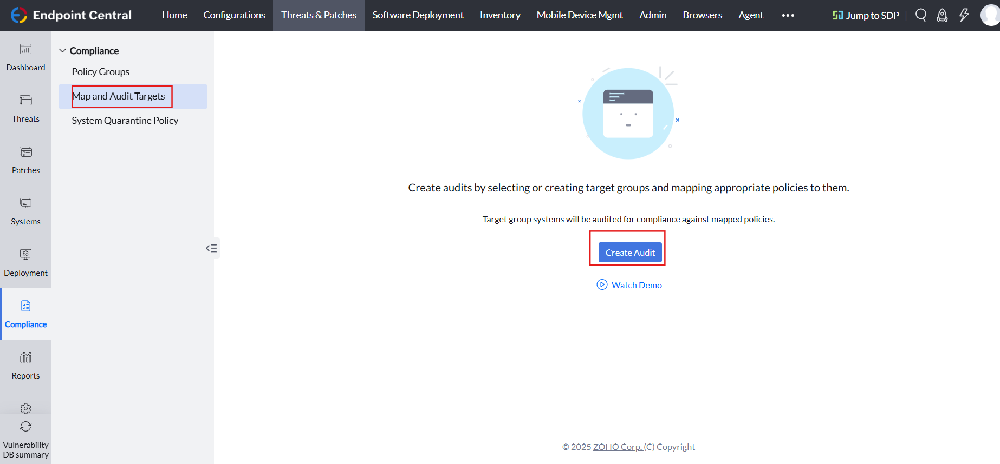 Endpoint Central
Home
Configurations
Threats & Patches
Software Deployment
Inventory
Mobile Device Mgmt
Admin
Browsers
Agent
Jump to SDP
Dashboard
Threats
Patches
Systems
Deployment
Compliance
Reports
Vulnerability
DB summary
Compliance
Policy Groups
Map and Audit Targets
System Quarantine Policy
Create audits by selecting or creating target groups and mapping appropriate policies to them.
Target group systems will be audited for compliance against mapped policies.
Create Audit
Watch Demo
© 2025 ZOHO Corp. (C) Copyright